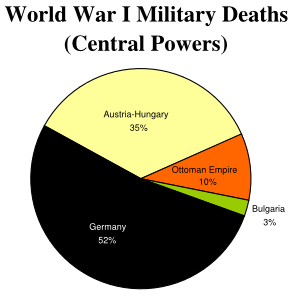 World War I Military Deaths
(Central Powers)
Austria-Hungary
35%
Ottoman Empire
10%
Bulgaria
3%
Germany
52%